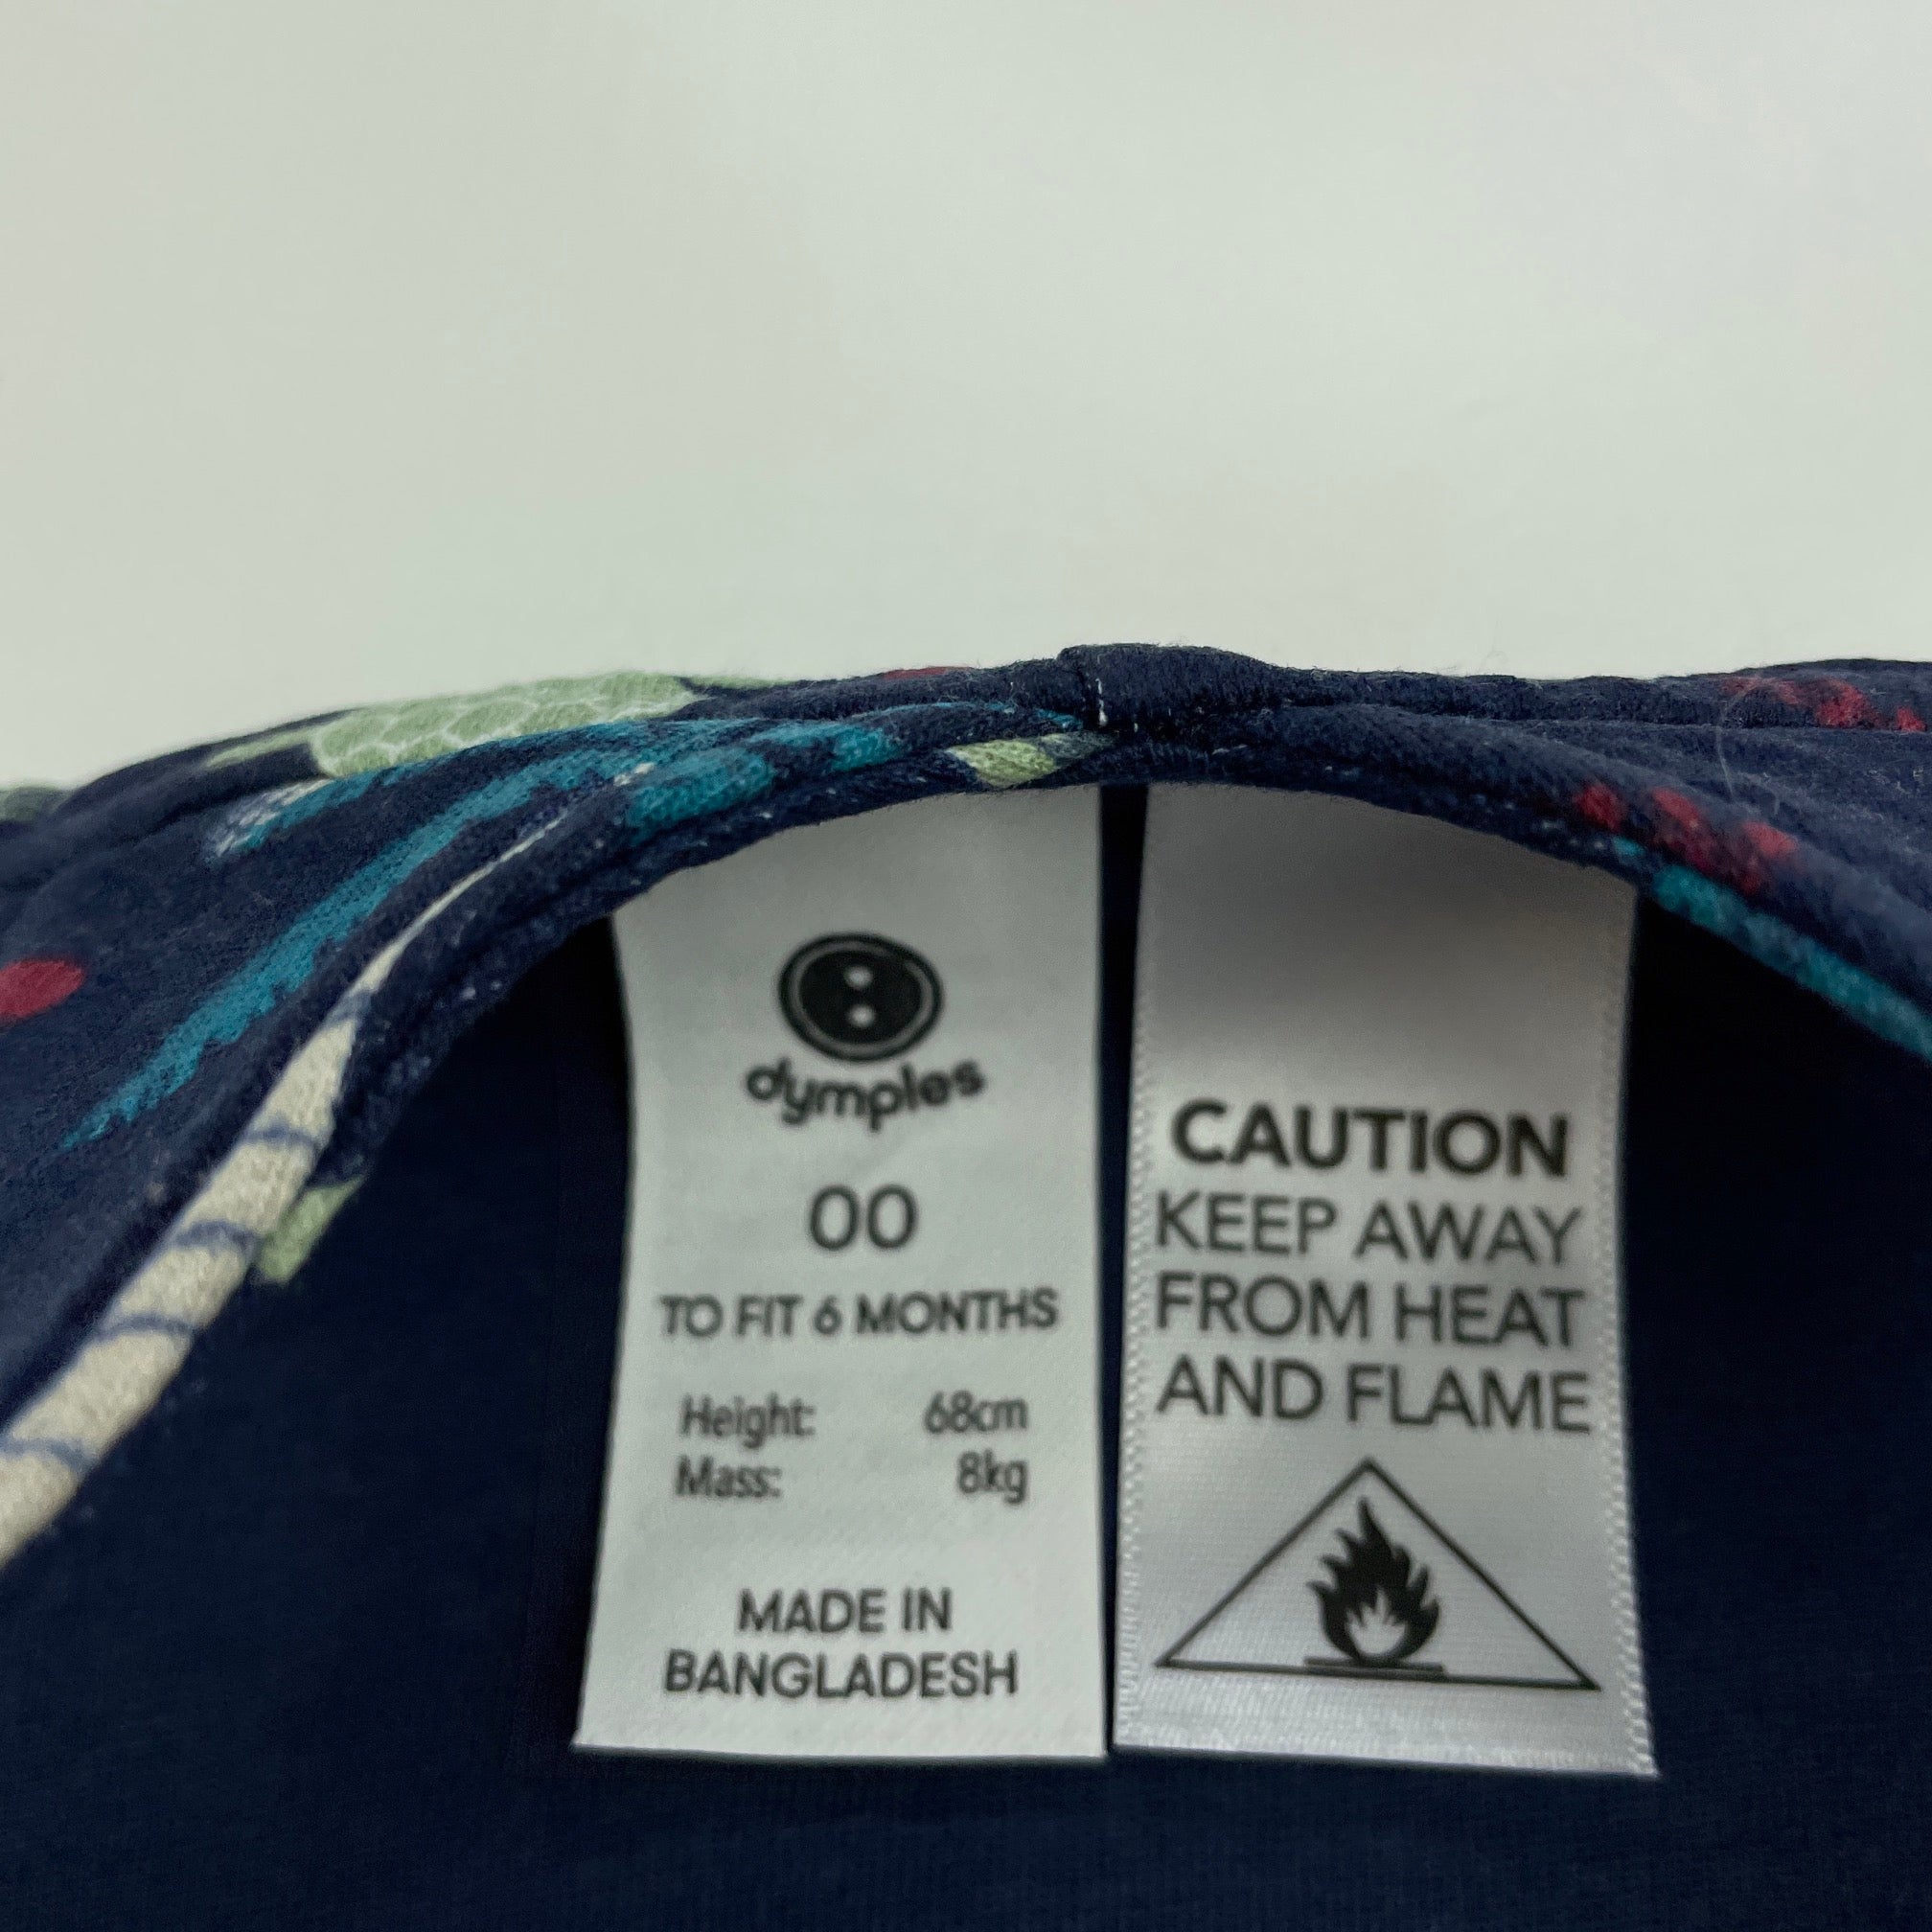 dymples
00
TO FIT 6 MONTHS
Height: 68cm
Mass: 8kg
MADE IN
BANGLADESH
CAUTION
KEEP AWAY
FROM HEAT
AND FLAME